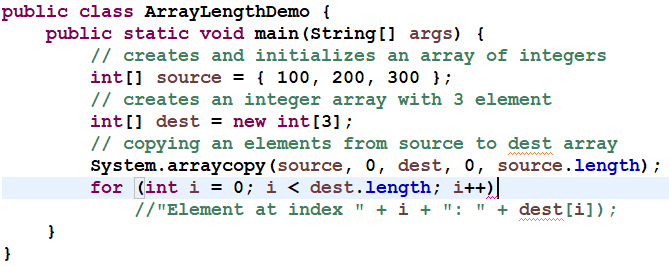 public class ArrayLengthDemo {
    public static void main(String[] args) {
        // creates and initializes an array of integers
        int[] source = { 100, 200, 300 };
        // creates an integer array with 3 element
        int[] dest = new int[3];
        // copying an elements from source to dest array
        System.arraycopy(source, 0, dest, 0, source.length);
        for (int i = 0; i < dest.length; i++)
            //"Element at index " + i + ": " + dest[i]);
    }
}